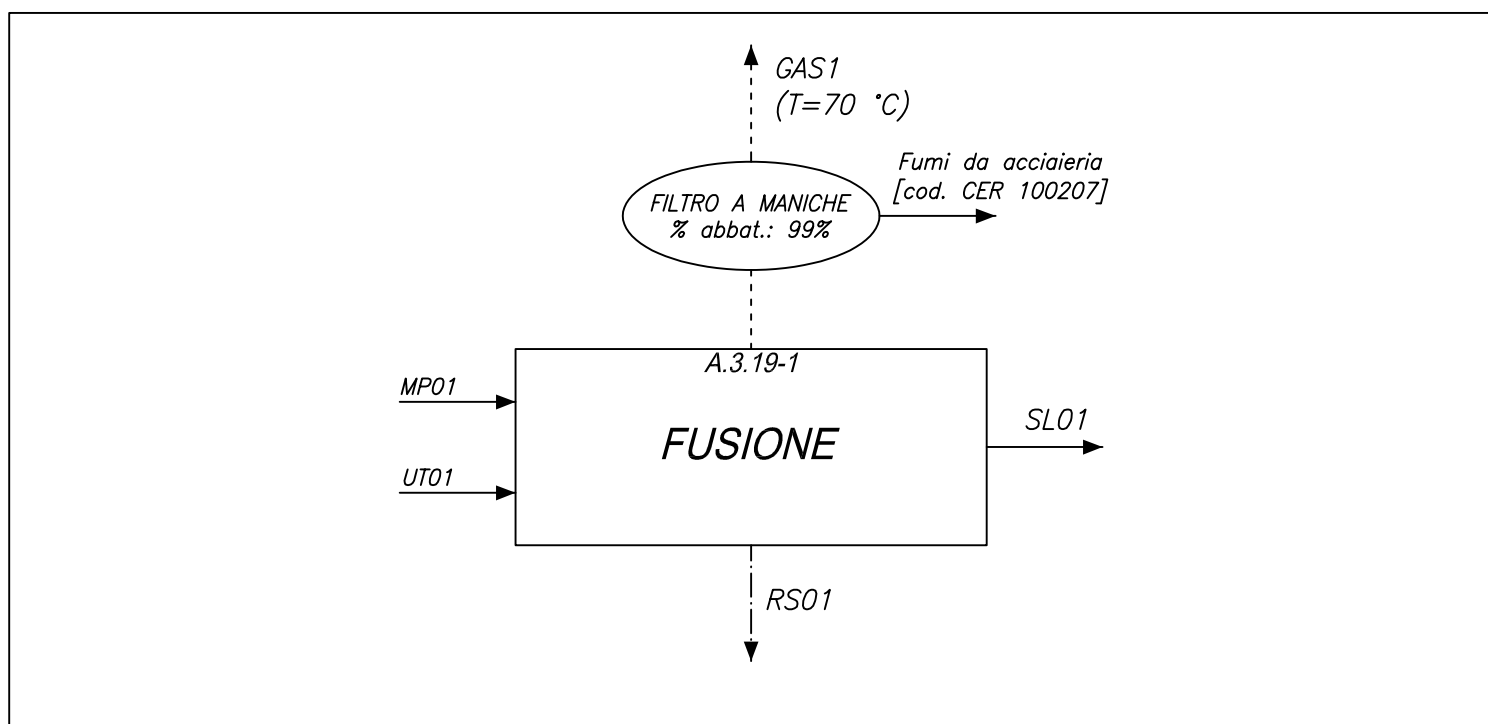 GAS1
(T=70 °C)
Fumi da acciaieria
[cod. CER 100207]
FILTRO A MANICHE
% abbat.: 99%
A.3.19-1
MP01
FUSIONE
SL01
UT01
RS01